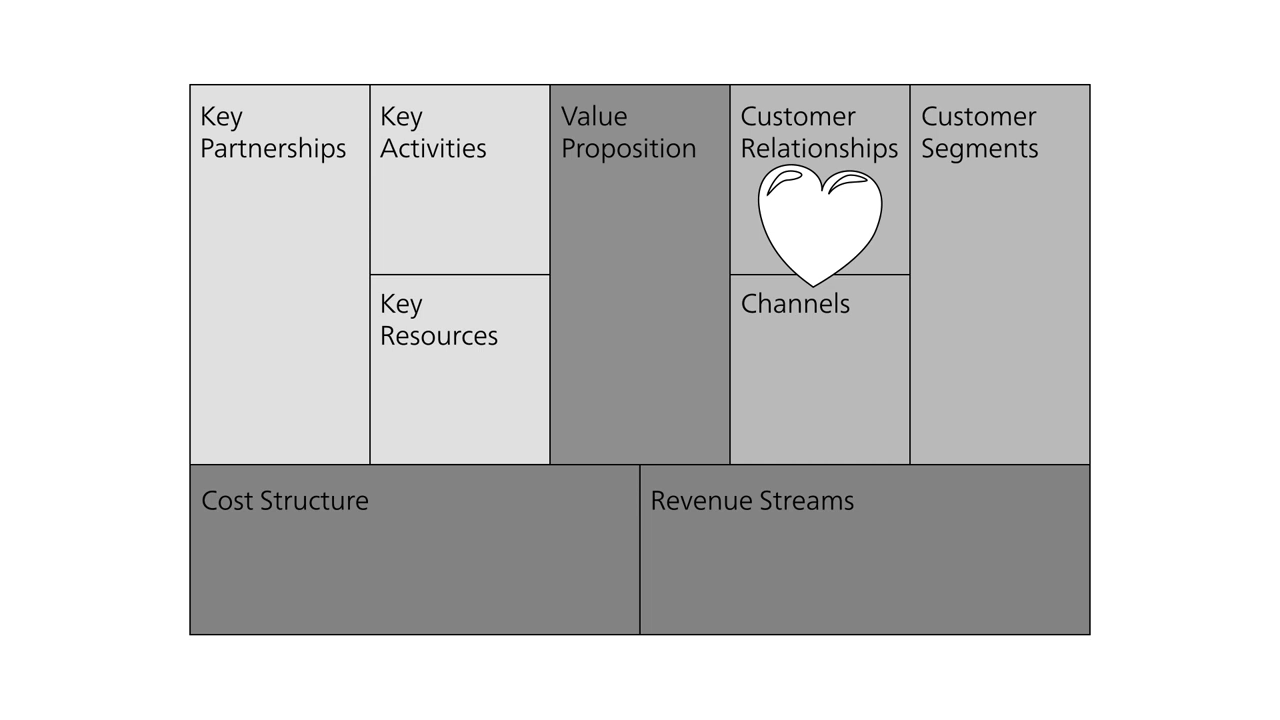 Key
Partnerships
Key
Activities
Key
Resources
Value
Proposition
Customer
Relationships
Channels
Customer
Segments
Cost Structure
Revenue Streams